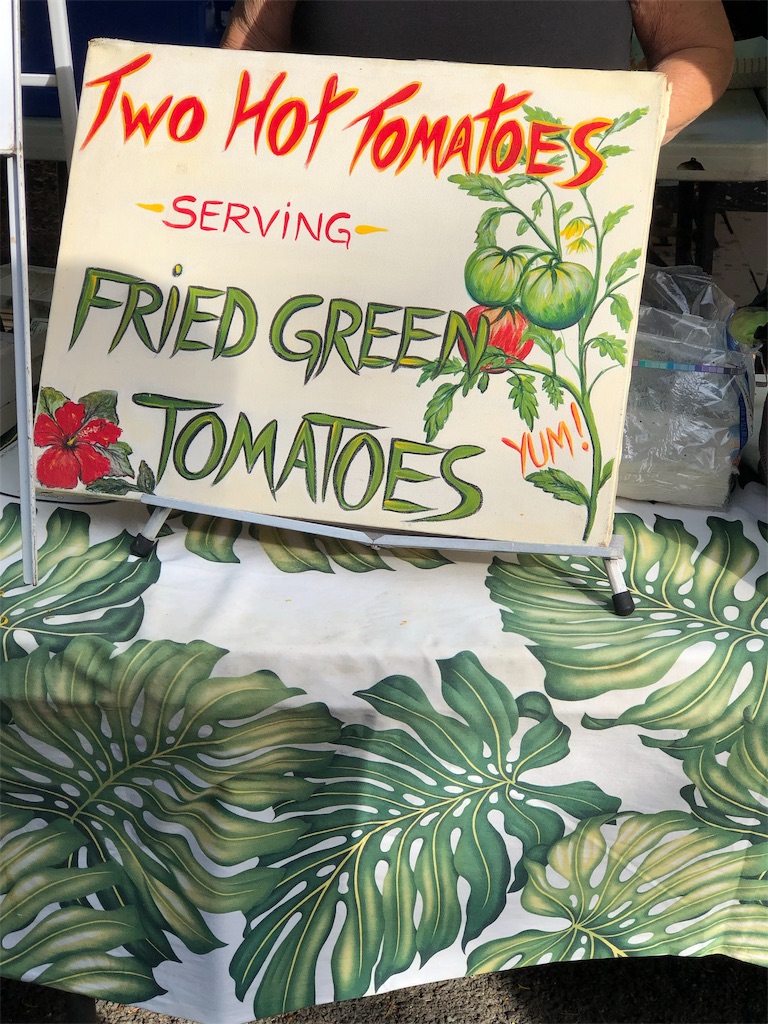 Two Hot Tomatoes
- SERViNG -
FRiED GREEN
TOMATOES
YUM!